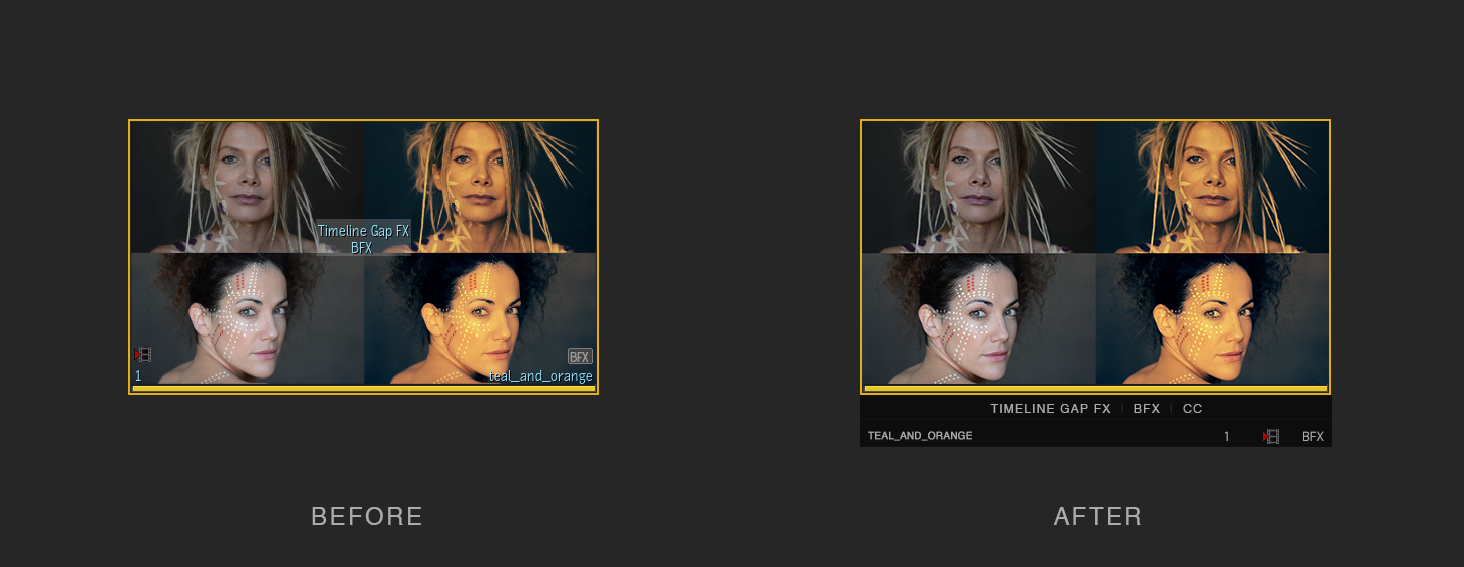 Timeline Gap FX
BFX
BFX
1
teal_and_orange
TIMELINE GAP FX | BFX | CC
TEAL_AND_ORANGE
1
BFX
BEFORE
AFTER